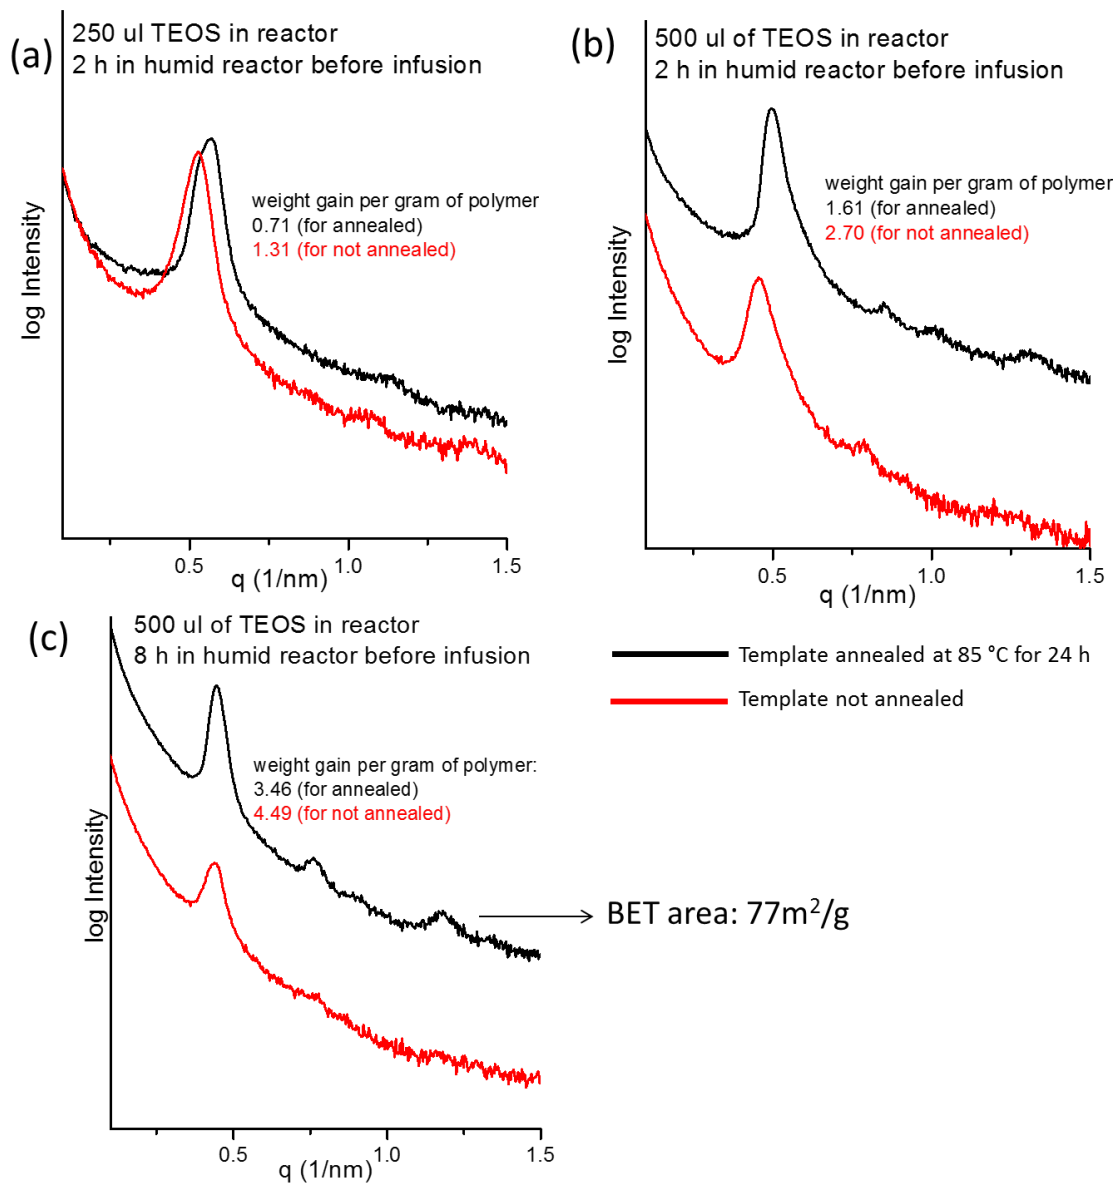 (a)
250 ul TEOS in reactor
2 h in humid reactor before infusion
weight gain per gram of polymer
0.71 (for annealed)
1.31 (for not annealed)
log Intensity
0.5
1.0
1.5
q (1/nm)
(b)
500 ul of TEOS in reactor
2 h in humid reactor before infusion
weight gain per gram of polymer
1.61 (for annealed)
2.70 (for not annealed)
log Intensity
0.5
1.0
1.5
q (1/nm)
(c)
500 ul of TEOS in reactor
8 h in humid reactor before infusion
weight gain per gram of polymer:
3.46 (for annealed)
4.49 (for not annealed)
log Intensity
0.5
1.0
1.5
q (1/nm)
Template annealed at 85 °C for 24 h
Template not annealed
BET area: 77m²/g